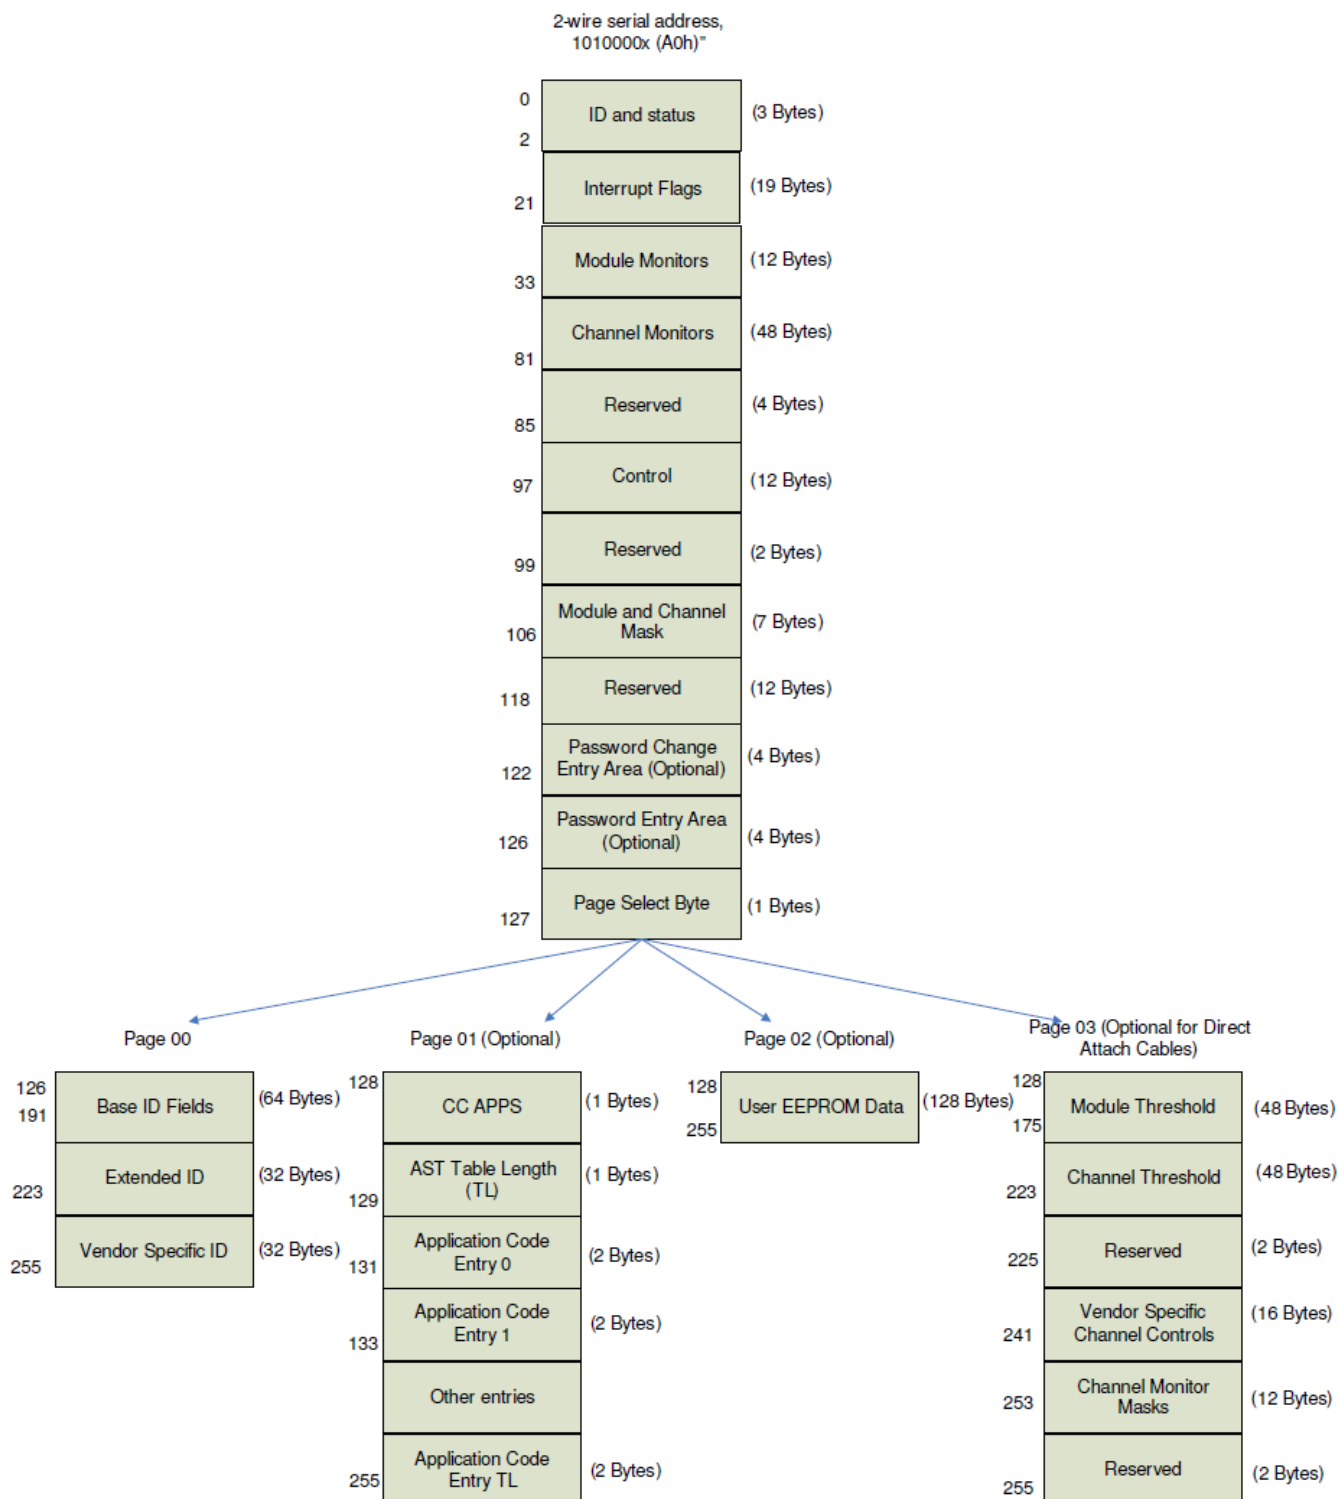 2-wire serial address,
1010000x (A0h)"
0
ID and status
(3 Bytes)
2
Interrupt Flags
(19 Bytes)
21
Module Monitors
(12 Bytes)
33
Channel Monitors
(48 Bytes)
81
Reserved
(4 Bytes)
85
Control
(12 Bytes)
97
Reserved
(2 Bytes)
99
Module and Channel
Mask
(7 Bytes)
106
Reserved
(12 Bytes)
118
Password Change
Entry Area (Optional)
(4 Bytes)
122
Password Entry Area
(Optional)
(4 Bytes)
126
Page Select Byte
(1 Bytes)
127
Page 00
126
191
Base ID Fields
(64 Bytes)
223
Extended ID
(32 Bytes)
255
Vendor Specific ID
(32 Bytes)
Page 01 (Optional)
128
CC APPS
(1 Bytes)
AST Table Length
(TL)
(1 Bytes)
129
Application Code
Entry 0
(2 Bytes)
131
Application Code
Entry 1
(2 Bytes)
133
Other entries
Application Code
Entry TL
(2 Bytes)
255
Page 02 (Optional)
128
255
User EEPROM Data
(128 Bytes)
Page 03 (Optional for Direct
Attach Cables)
128
175
Module Threshold
(48 Bytes)
Channel Threshold
(48 Bytes)
223
Reserved
(2 Bytes)
225
Vendor Specific
Channel Controls
(16 Bytes)
241
Channel Monitor
Masks
(12 Bytes)
253
Reserved
(2 Bytes)
255